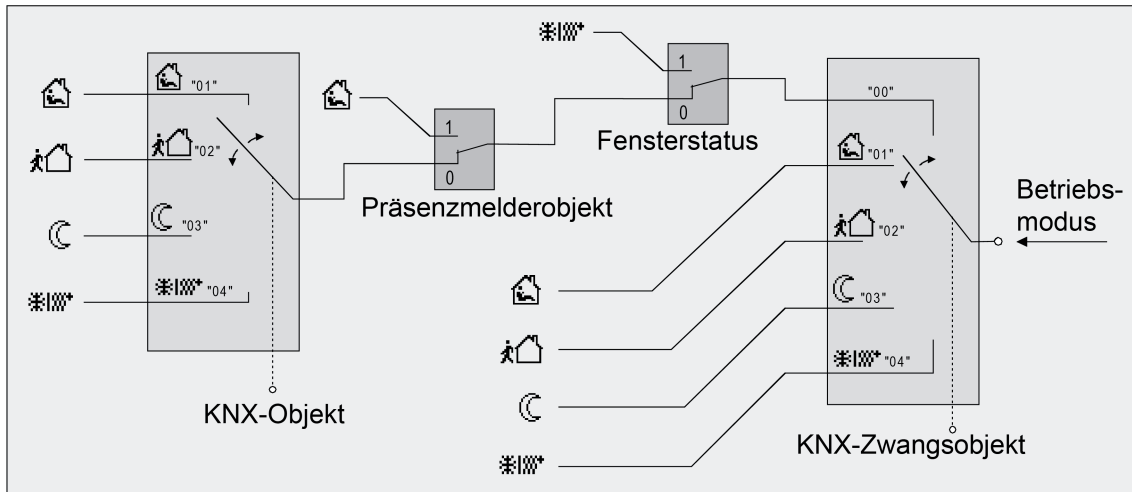 "01"
"02"
"03"
"04"
KNX-Objekt
1
0
Präsenzmelderobjekt
1
0
Fensterstatus
"00"
"01"
"02"
"03"
"04"
KNX-Zwangsobjekt
Betriebs-
modus